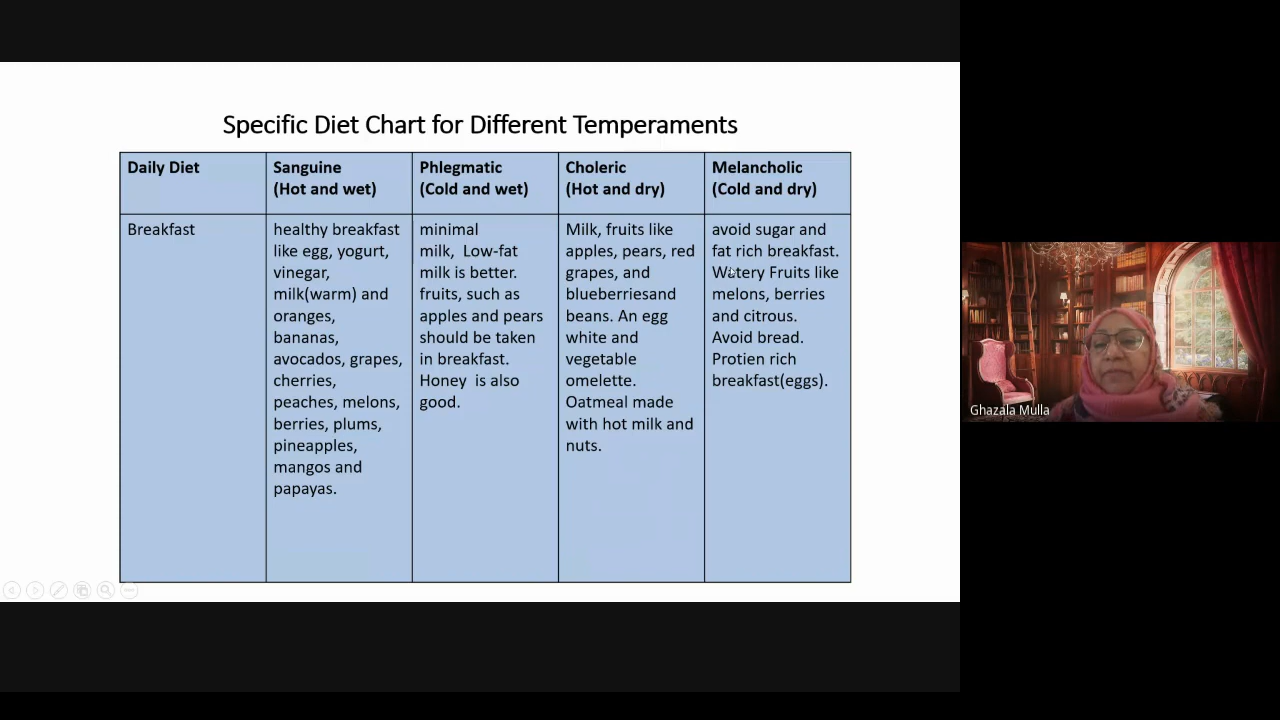 Specific Diet Chart for Different Temperaments
Daily Diet
Sanguine
(Hot and wet)
Phlegmatic
(Cold and wet)
Choleric
(Hot and dry)
Melancholic
(Cold and dry)
Breakfast
healthy breakfast
like egg, yogurt,
vinegar,
milk(warm) and
oranges,
bananas,
avocados, grapes,
cherries,
peaches, melons,
berries, plums,
pineapples,
mangos and
papayas.
minimal
milk, Low-fat
milk is better.
fruits, such as
apples and pears
should be taken
in breakfast.
Honey is also
good.
Milk, fruits like
apples, pears, red
grapes, and
blueberriesand
beans. An egg
white and
vegetable
omelette.
Oatmeal made
with hot milk and
nuts.
avoid sugar and
fat rich breakfast.
Watery Fruits like
melons, berries
and citrous.
Avoid bread.
Protien rich
breakfast(eggs).
Ghazala Mulla